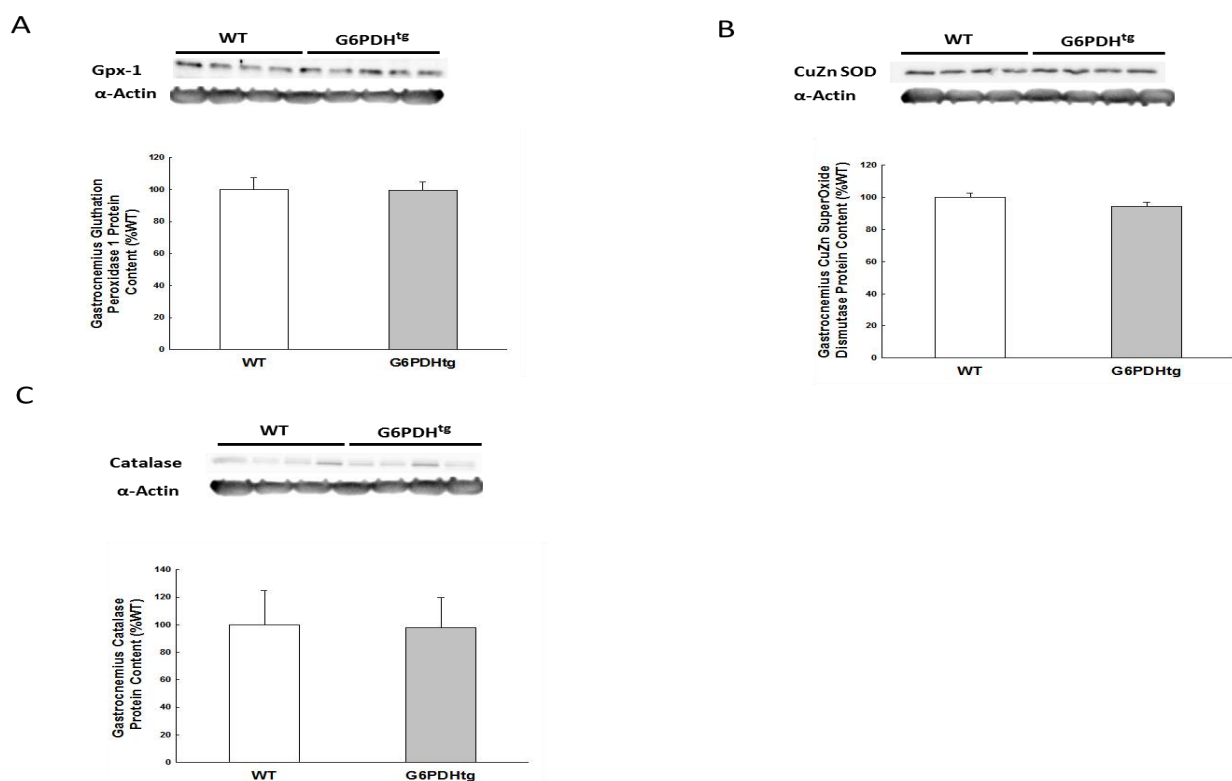 A
WT G6PDHtg
Gpx-1
α-Actin
Gastrocnemius Gluthation
Peroxidase 1 Protein
Content (%WT)
120
100
80
60
40
20
0
WT G6PDHtg
B
WT G6PDHtg
CuZn SOD
α-Actin
Gastrocnemius CuZn SuperOxide
Dismutase Protein Content (%WT)
120
100
80
60
40
20
0
WT G6PDHtg
C
WT G6PDHtg
Catalase
α-Actin
Gastrocnemius Catalase
Protein Content (%WT)
140
120
100
80
60
40
20
0
WT G6PDHtg